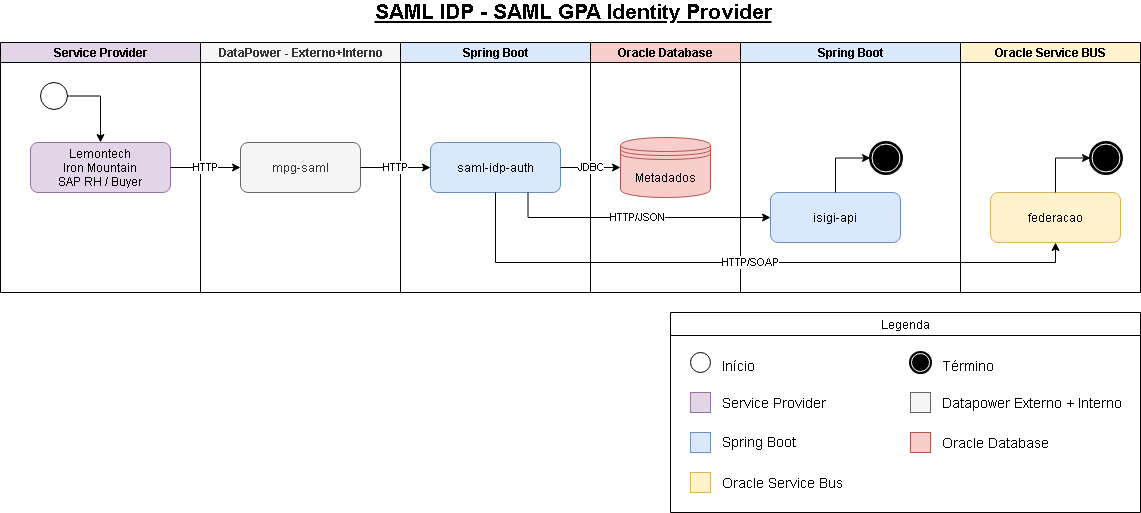 SAML IDP - SAML GPA Identity Provider
Service Provider
DataPower - Externo+Interno
Spring Boot
Oracle Database
Spring Boot
Oracle Service BUS
Lemontech
Iron Mountain
SAP RH / Buyer
HTTP
mpg-saml
HTTP
saml-idp-auth
JDBC
Metadados
HTTP/JSON
isigi-api
federacao
HTTP/SOAP
Legenda
Início
Término
Service Provider
Datapower Externo + Interno
Spring Boot
Oracle Database
Oracle Service Bus